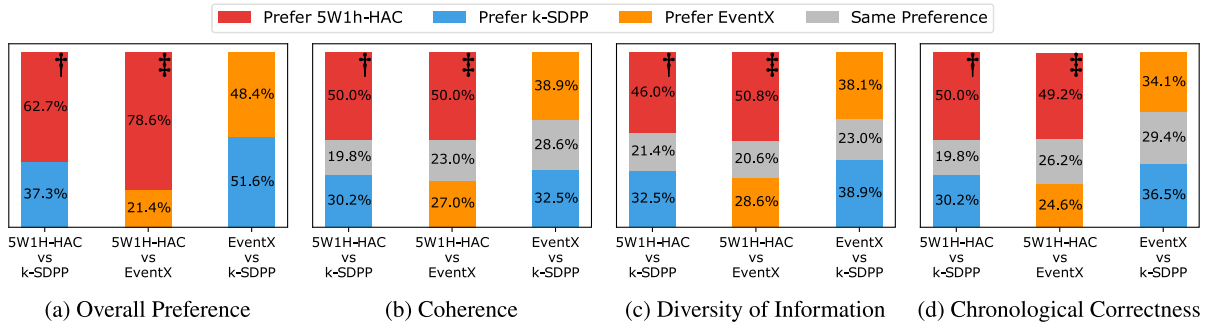 Prefer 5W1h-HAC Prefer k-SDPP Prefer EventX Same Preference
† ‡
62.7% 78.6% 48.4%
37.3% 21.4% 51.6%
5W1H-HAC vs k-SDPP
5W1H-HAC vs EventX
EventX vs k-SDPP
(a) Overall Preference
† ‡
50.0% 50.0% 38.9%
19.8% 23.0% 28.6%
30.2% 27.0% 32.5%
5W1H-HAC vs k-SDPP
5W1H-HAC vs EventX
EventX vs k-SDPP
(b) Coherence
† ‡
46.0% 50.8% 38.1%
21.4% 20.6% 23.0%
32.5% 28.6% 38.9%
5W1H-HAC vs k-SDPP
5W1H-HAC vs EventX
EventX vs k-SDPP
(c) Diversity of Information
† ‡
50.0% 49.2% 34.1%
19.8% 26.2% 29.4%
30.2% 24.6% 36.5%
5W1H-HAC vs k-SDPP
5W1H-HAC vs EventX
EventX vs k-SDPP
(d) Chronological Correctness